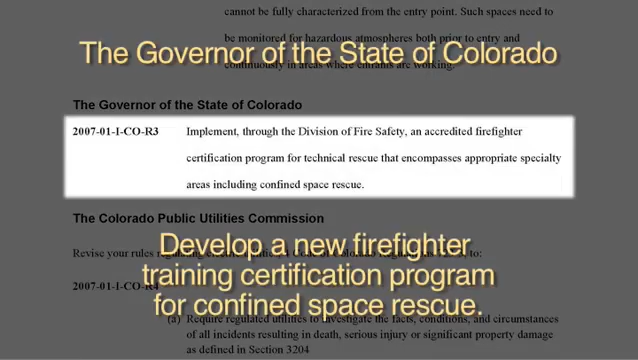 cannot be fully characterized from the entry point. Such spaces need to
be monitored for hazardous atmospheres both prior to entry and
The Governor of the State of Colorado
continuously in areas where entrants are working.
The Governor of the State of Colorado
2007-01-I-CO-R3 Implement, through the Division of Fire Safety, an accredited firefighter
certification program for technical rescue that encompasses appropriate specialty
areas including confined space rescue.
The Colorado Public Utilities Commission
Develop a new firefighter
Revise your rules regarding Code of Colorado Regulations to:
training certification program
2007-01-I-CO-R4
for confined space rescue.
(a) Require regulated utilities to investigate the facts, conditions, and circumstances
of all incidents resulting in death, serious injury or significant property damage
as defined in Section 3204